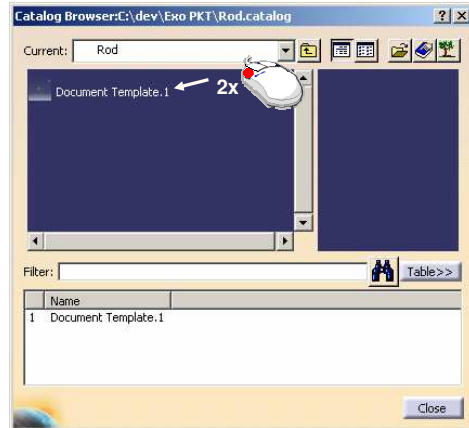 Catalog Browser:C:\dev\Exo PKT\Rod.catalog
Current: Rod
Document Template.1
2x
Filter:
Table>>
Name
1 Document Template.1
Close